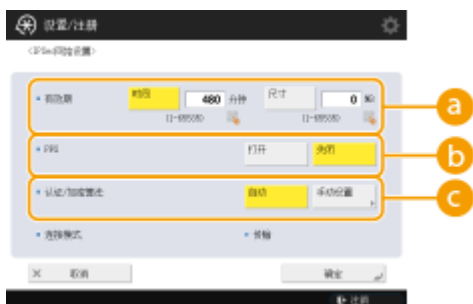 设置/注册
<IPSec网络设置>
有效期
时间
480 分钟
(1-65535)
尺寸
0 MB
(1-65535)
a
PFS
打开
关闭
b
认证/加密算法
自动
手动设置
c
连接模式
传输
× 取消
确定
注销